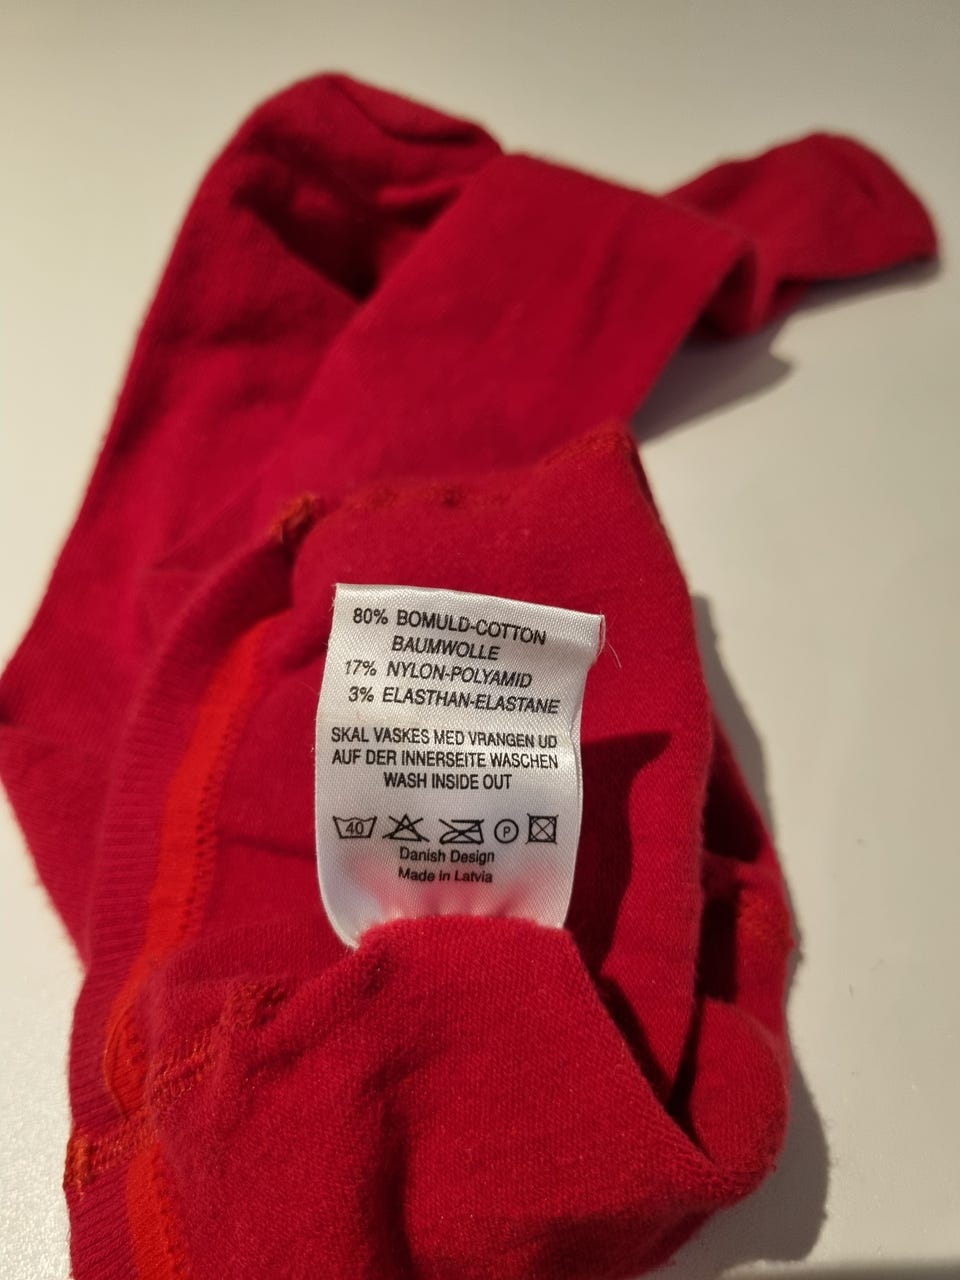 80% BOMULD-COTTON
BAUMWOLLE
17% NYLON-POLYAMID
3% ELASTHAN-ELASTANE
SKAL VASKES MED VRANGEN UD
AUF DER INNERSEITE WASCHEN
WASH INSIDE OUT
40 P
Danish Design
Made in Latvia